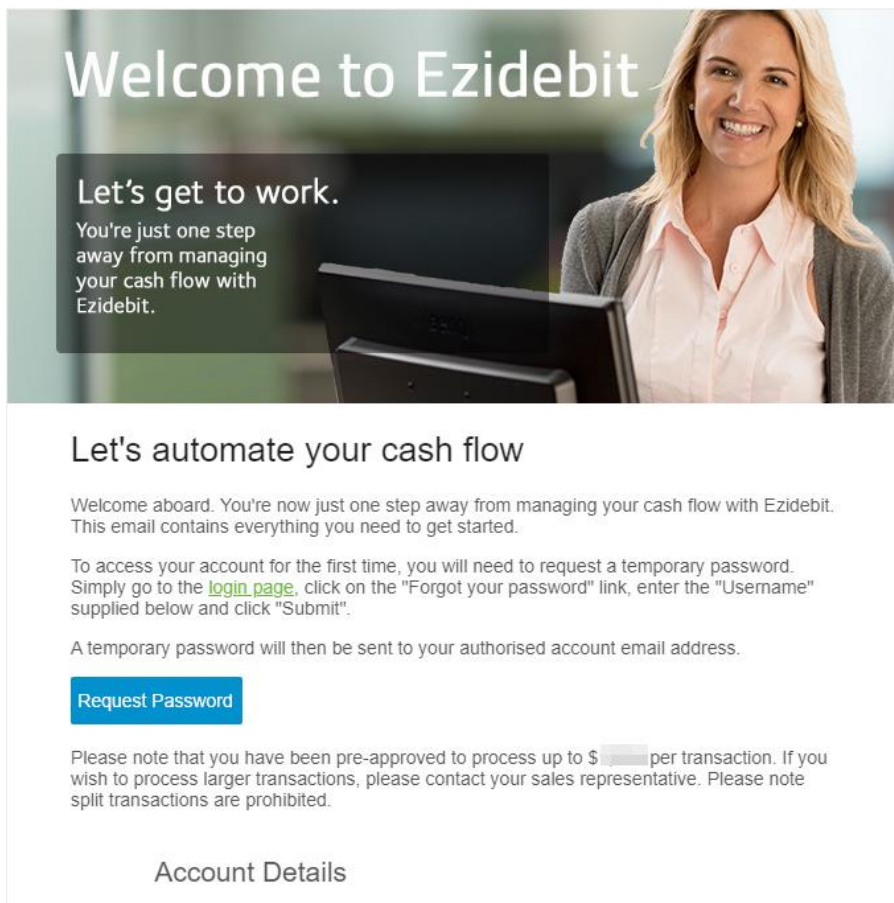 Welcome to Ezidebit
Let's get to work.
You're just one step
away from managing
your cash flow with
Ezidebit.
Let's automate your cash flow
Welcome aboard. You're now just one step away from managing your cash flow with Ezidebit.
This email contains everything you need to get started.
To access your account for the first time, you will need to request a temporary password.
Simply go to the login page, click on the "Forgot your password" link, enter the "Username"
supplied below and click "Submit".
A temporary password will then be sent to your authorised account email address.
Request Password
Please note that you have been pre-approved to process up to $ per transaction. If you
wish to process larger transactions, please contact your sales representative. Please note
split transactions are prohibited.
Account Details